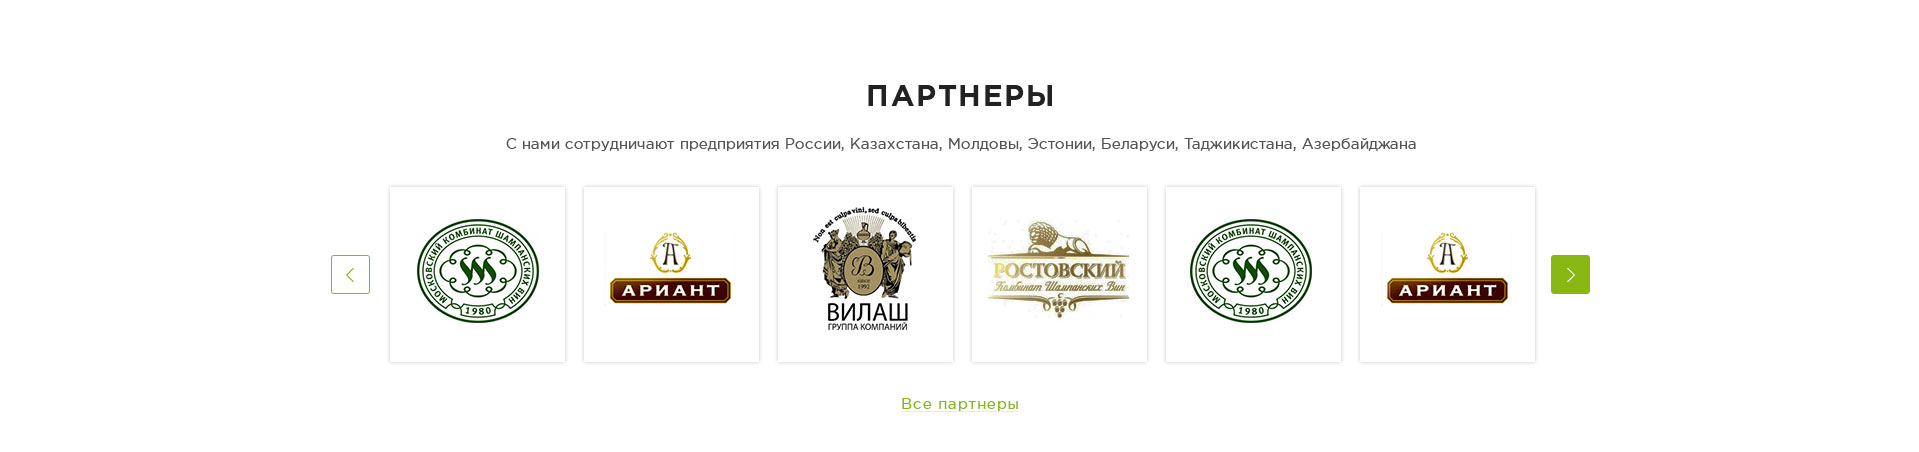 ПАРТНЕРЫ
С нами сотрудничают предприятия России, Казахстана, Молдовы, Эстонии, Беларуси, Таджикистана, Азербайджана
МОСКОВСКИЙ КОМБИНАТ ШАМПАНСКИХ ВИН
1980
А
АРИАНТ
Non est culpa vini, sed culpa bibentis
В
since
1992
ВИЛАШ
ГРУППА КОМПАНИЙ
РОСТОВСКИЙ
Комбинат Шампанских Вин
МОСКОВСКИЙ КОМБИНАТ ШАМПАНСКИХ ВИН
1980
А
АРИАНТ
Все партнеры